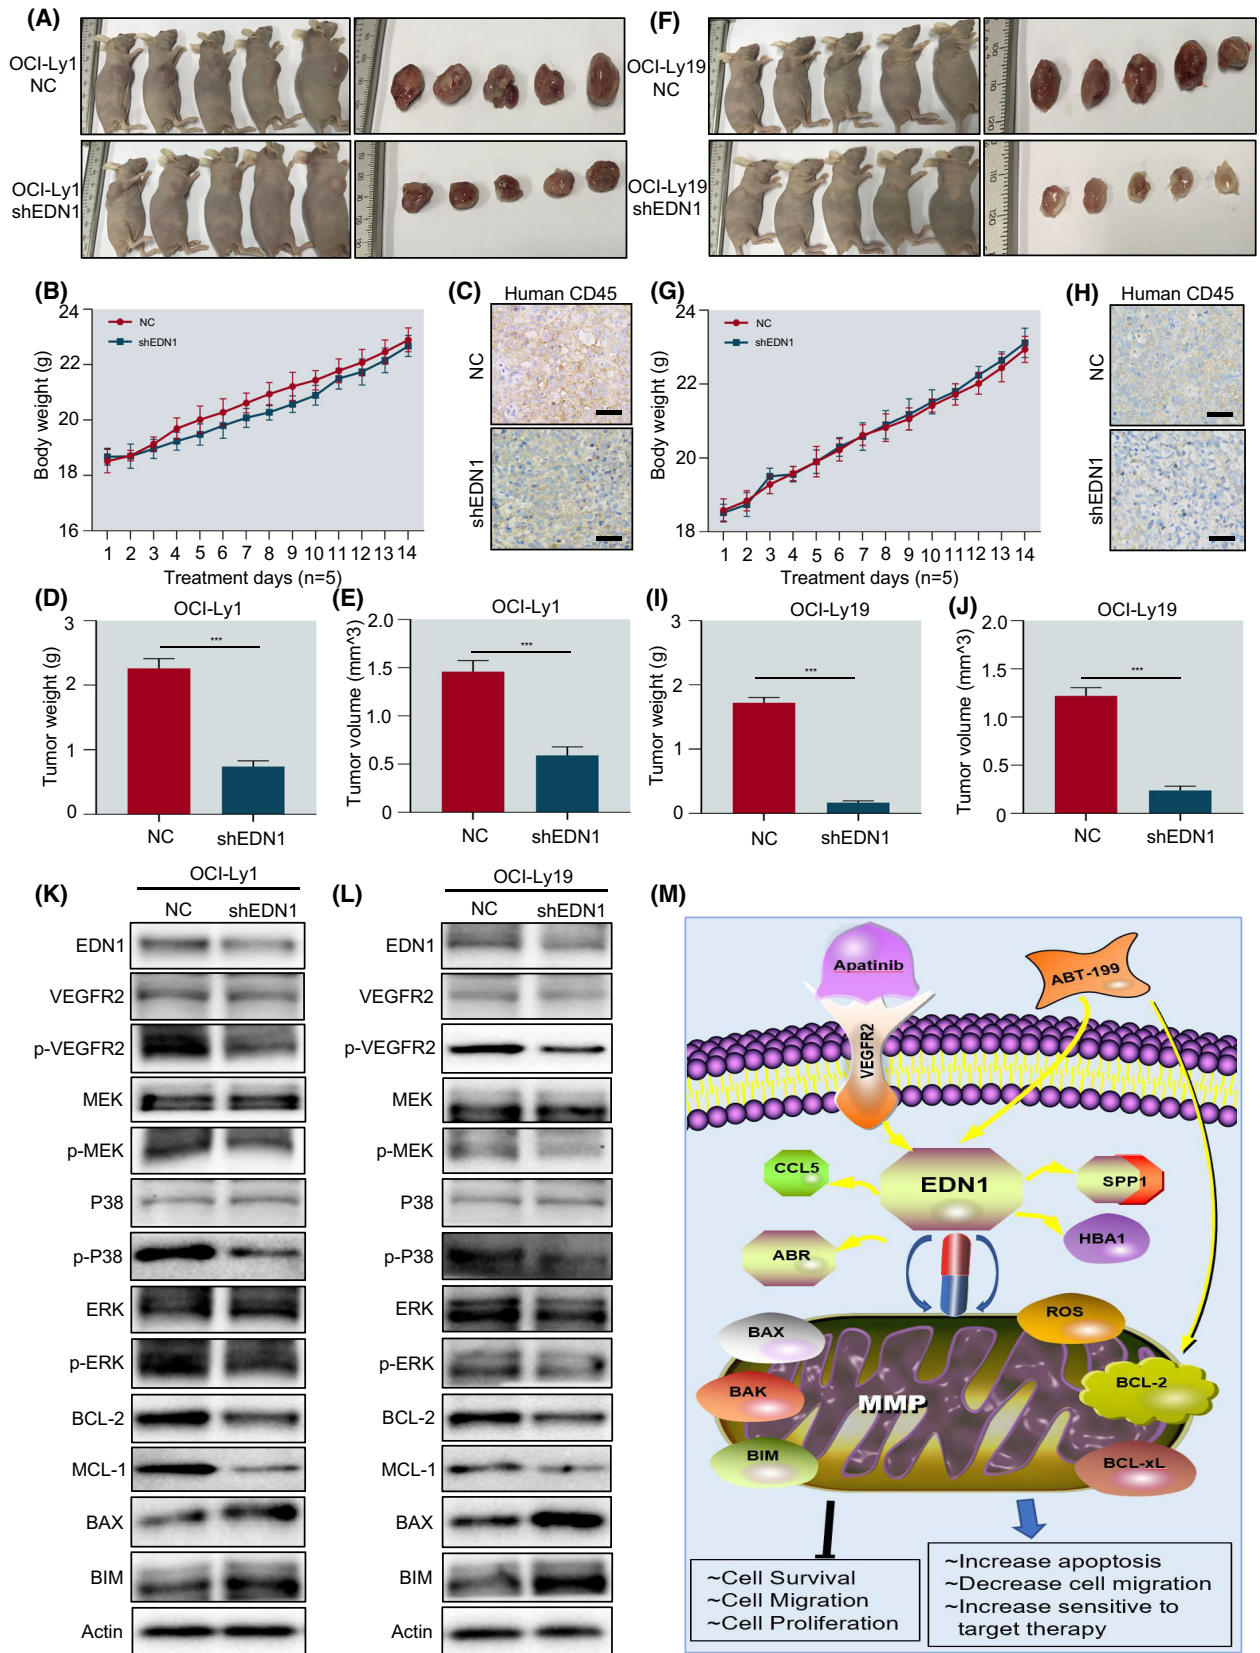 (A)
OCI-Ly1
NC
OCI-Ly1
shEDN1
(F)
OCI-Ly19
NC
OCI-Ly19
shEDN1
(B)
24
22
20
18
16
Body weight (g)
NC
shEDN1
1 2 3 4 5 6 7 8 9 10 11 12 13 14
Treatment days (n=5)
(C)
Human CD45
NC
shEDN1
(G)
24
22
20
18
Body weight (g)
NC
shEDN1
1 2 3 4 5 6 7 8 9 10 11 12 13 14
Treatment days (n=5)
(H)
Human CD45
NC
shEDN1
(D)
OCI-Ly1
3
2
1
0
Tumor weight (g)
***
NC shEDN1
(E)
OCI-Ly1
2.0
1.5
1.0
0.5
0
Tumor volume (mm^3)
***
NC shEDN1
(I)
OCI-Ly19
3
2
1
0
Tumor weight (g)
***
NC shEDN1
(J)
OCI-Ly19
2.0
1.5
1.0
0.5
0
Tumor volume (mm^3)
***
NC shEDN1
(K)
OCI-Ly1
NC shEDN1
EDN1
VEGFR2
p-VEGFR2
MEK
p-MEK
P38
p-P38
ERK
p-ERK
BCL-2
MCL-1
BAX
BIM
Actin
(L)
OCI-Ly19
NC shEDN1
EDN1
VEGFR2
p-VEGFR2
MEK
p-MEK
P38
p-P38
ERK
p-ERK
BCL-2
MCL-1
BAX
BIM
Actin
(M)
Apatinib
ABT-199
VEGFR2
CCL5
EDN1
SPP1
HBA1
ABR
BAX
ROS
BAK
MMP
BCL-2
BIM
BCL-xL
~Cell Survival
~Cell Migration
~Cell Proliferation
~Increase apoptosis
~Decrease cell migration
~Increase sensitive to
target therapy